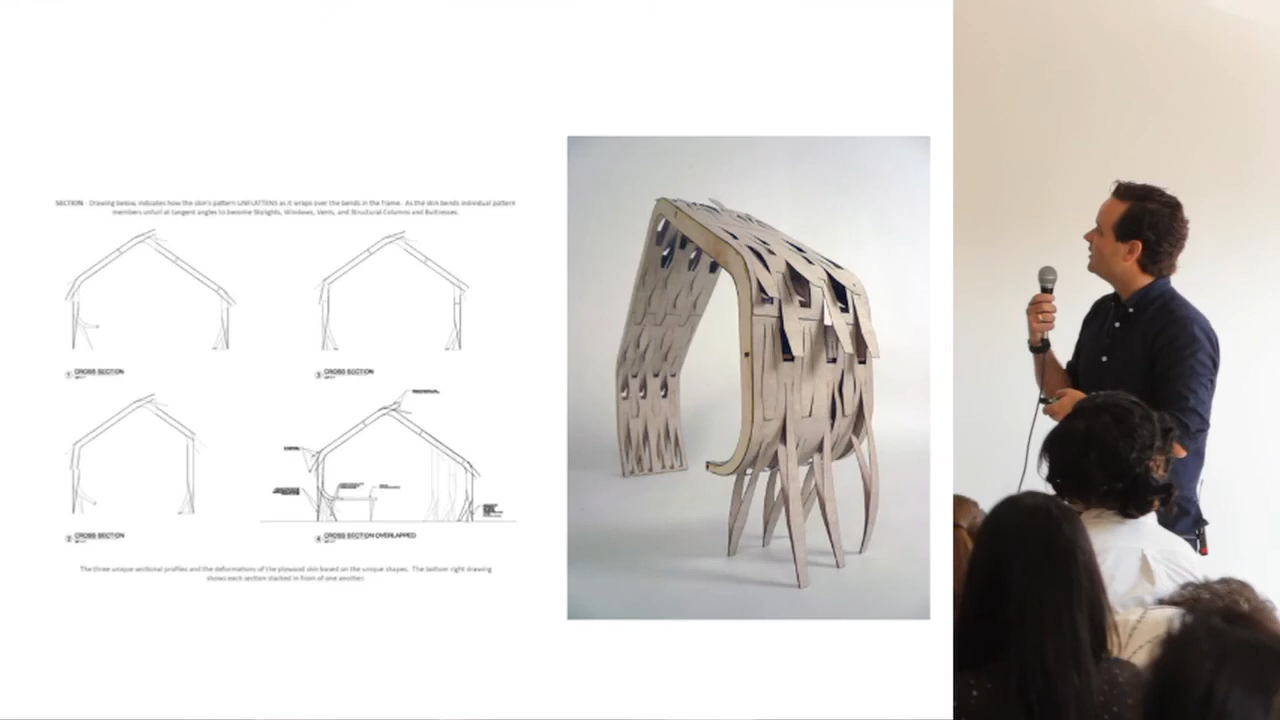 SECTION - Drawing below, indicates how the skin's pattern UNFLATTENS as it wraps over the bends in the frame. As the skin bends individual pattern
members unfurl at tangent angles to become Skylights, Windows, Vents, and Structural Columns and Buttresses.
1 CROSS SECTION
3 CROSS SECTION
2 CROSS SECTION
4 CROSS SECTION OVERLAPPED
The three unique sectional profiles and the deformations of the plywood skin based on the unique shapes. The bottom right drawing
shows each section stacked in front of one another.